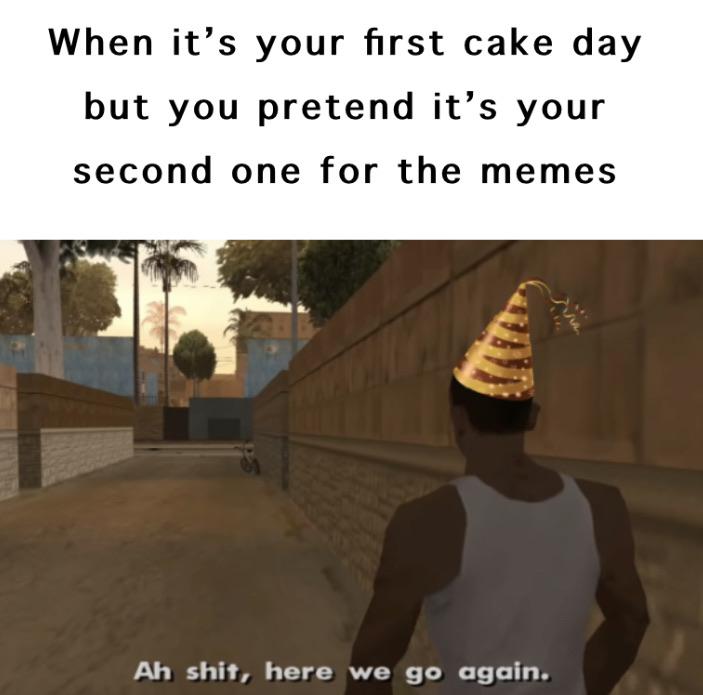 When it’s your first cake day
but you pretend it’s your
second one for the memes
Ah shit, here we go again.